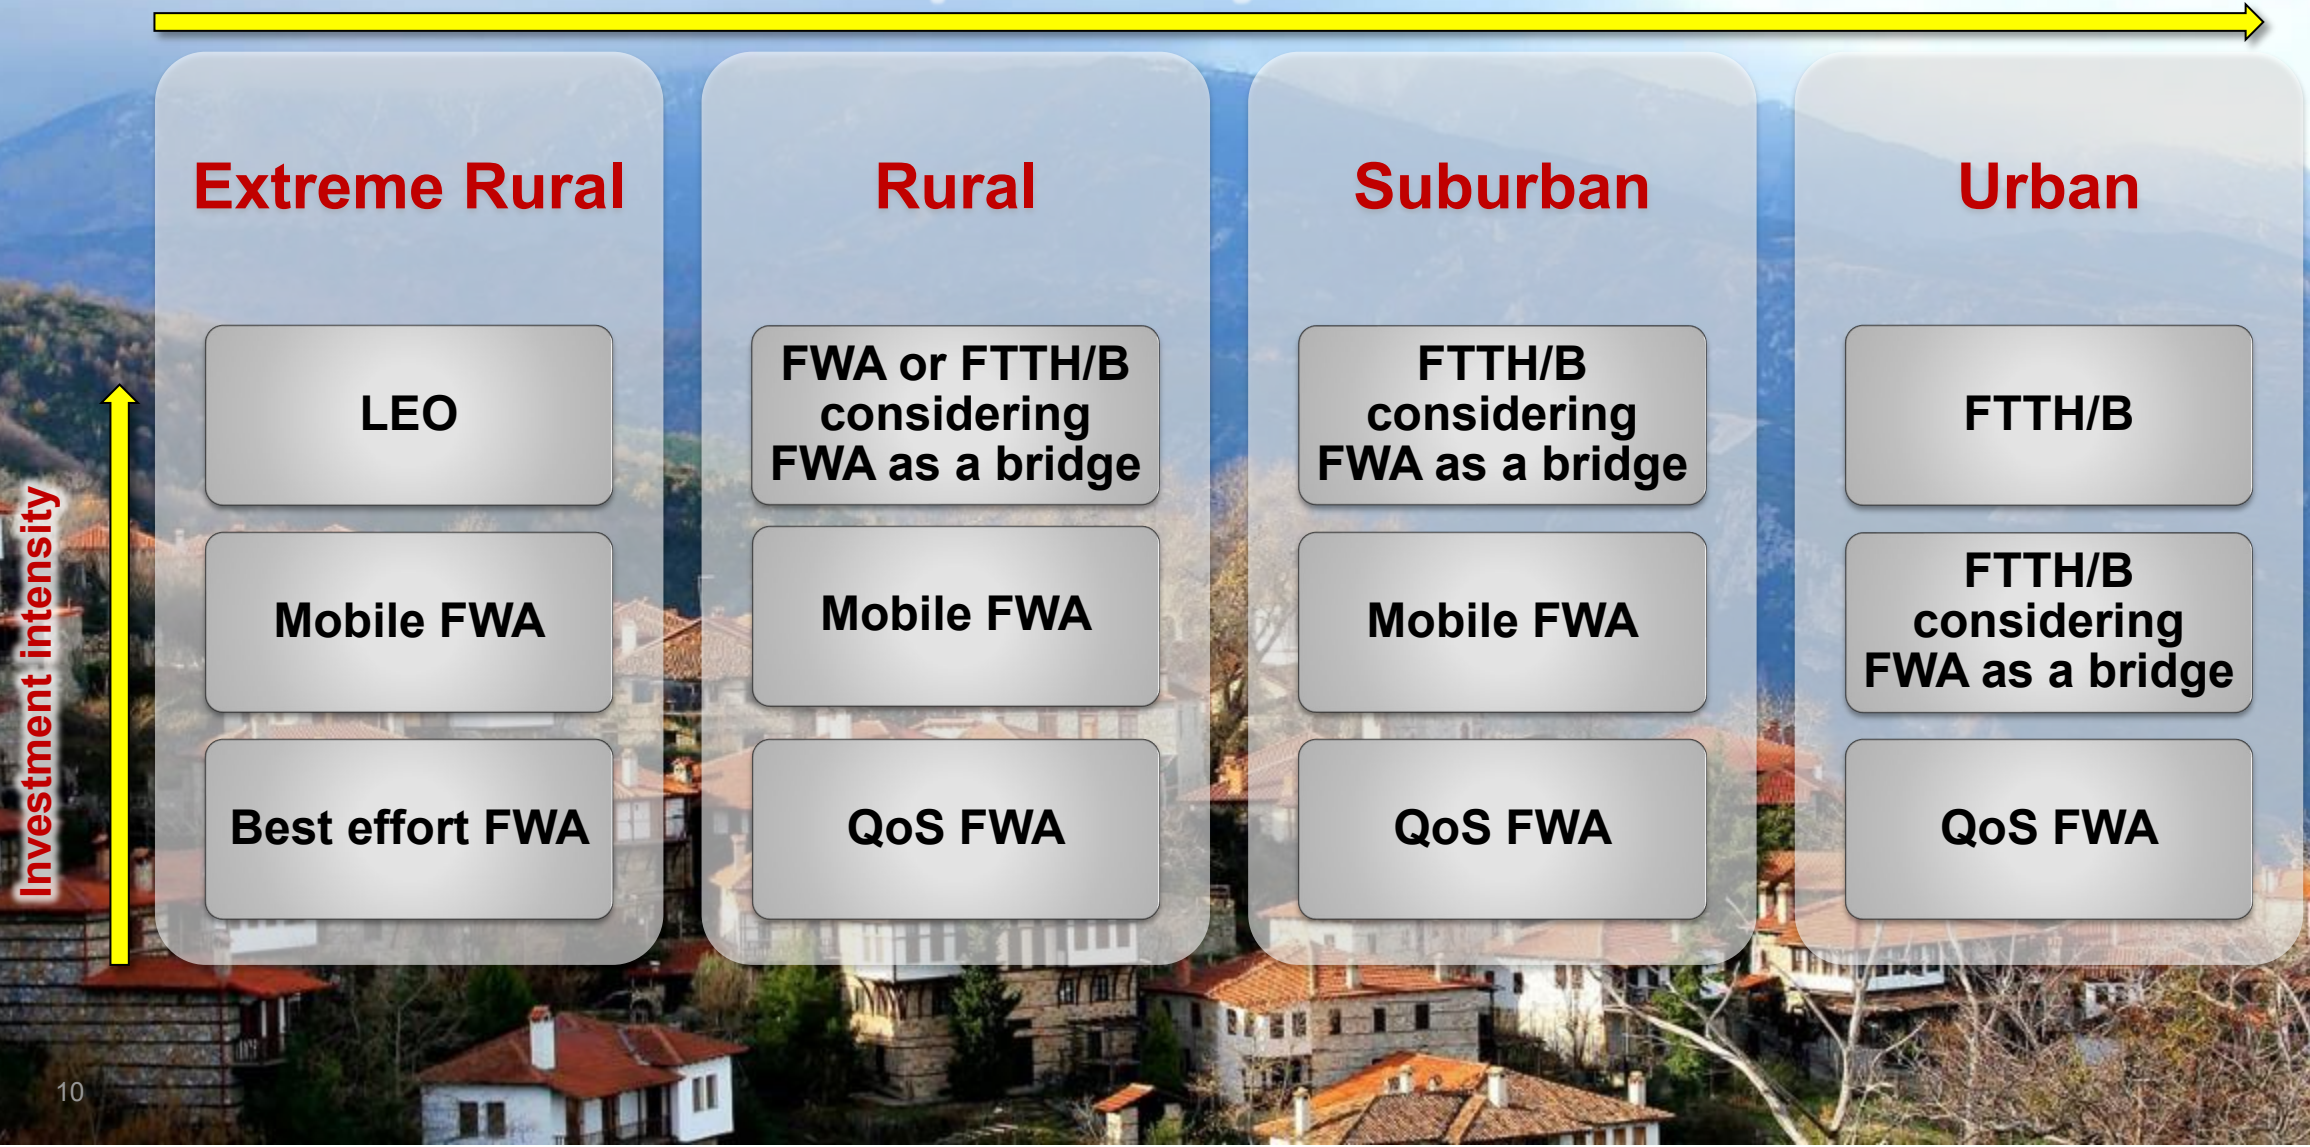 Extreme Rural
Rural
Suburban
Urban
LEO
FWA or FTTH/B
considering
FWA as a bridge
FTTH/B
considering
FWA as a bridge
FTTH/B
Mobile FWA
Mobile FWA
Mobile FWA
FTTH/B
considering
FWA as a bridge
Best effort FWA
QoS FWA
QoS FWA
QoS FWA
Investment intensity
10